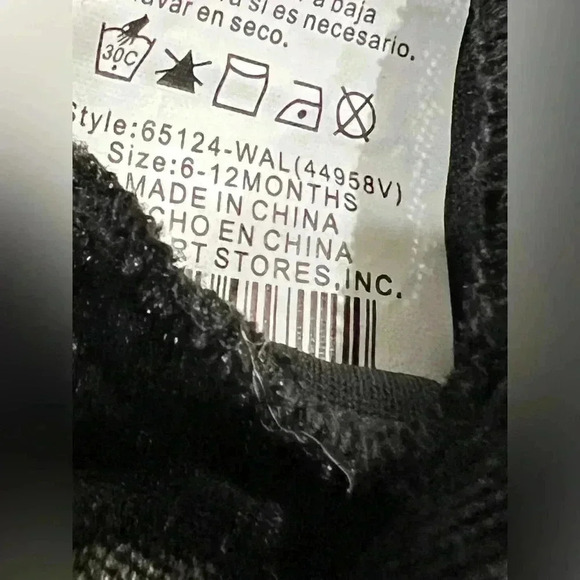 a baja
si es necesario.
lavar en seco.
30C
Style:65124-WAL(44958V)
Size:6-12MONTHS
MADE IN CHINA
CHO EN CHINA
RT STORES,INC.